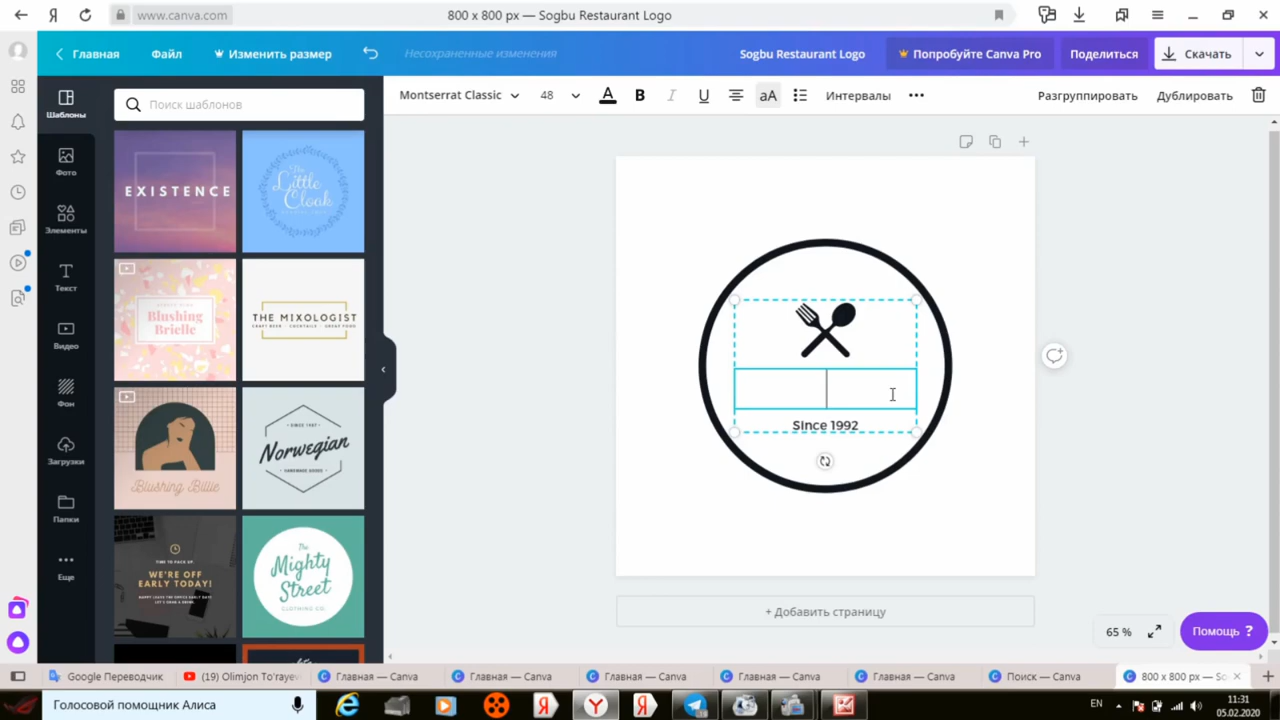 www.canva.com
800 x 800 px — Sogbu Restaurant Logo
Главная
Файл
Изменить размер
Несохраненные изменения
Sogbu Restaurant Logo
Попробуйте Canva Pro
Поделиться
Скачать
Шаблоны
Фото
Элементы
Текст
Видео
Фон
Загрузки
Папки
Еще
Поиск шаблонов
EXISTENCE
The
Little
Cloak
Blushing
Brielle
THE MIXOLOGIST
CRAFT BEER · COCKTAILS · GREAT FOOD
Blushing Billie
• SINCE 1987 •
Norwegian
• HANDMADE GOODS •
TIME TO PACK UP,
WE'RE OFF
EARLY TODAY!
The
Mighty
Street
CLOTHING CO.
Montserrat Classic
48
A
B
I
U
aA
Интервалы
•••
Разгруппировать
Дублировать
Since 1992
+ Добавить страницу
65 %
Помощь ?
Google Переводчик
(19) Olimjon To'rayev
Главная — Canva
Главная — Canva
Главная — Canva
Главная — Canva
Главная — Canva
Поиск — Canva
800 x 800 px — So
Голосовой помощник Алиса
EN
11:31
05.02.2020